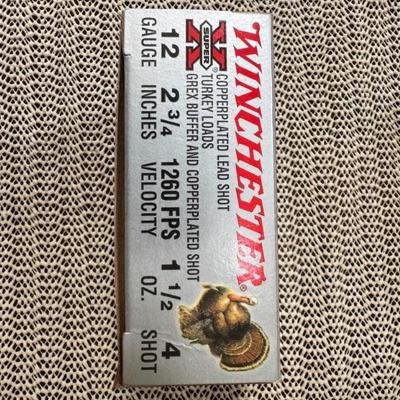 WINCHESTER®
SUPER X®
COPPERPLATED LEAD SHOT
TURKEY LOADS
GREX BUFFER AND COPPERPLATED SHOT
12 2 3/4 1260 FPS 1 1/2 4
GAUGE INCHES VELOCITY OZ. SHOT